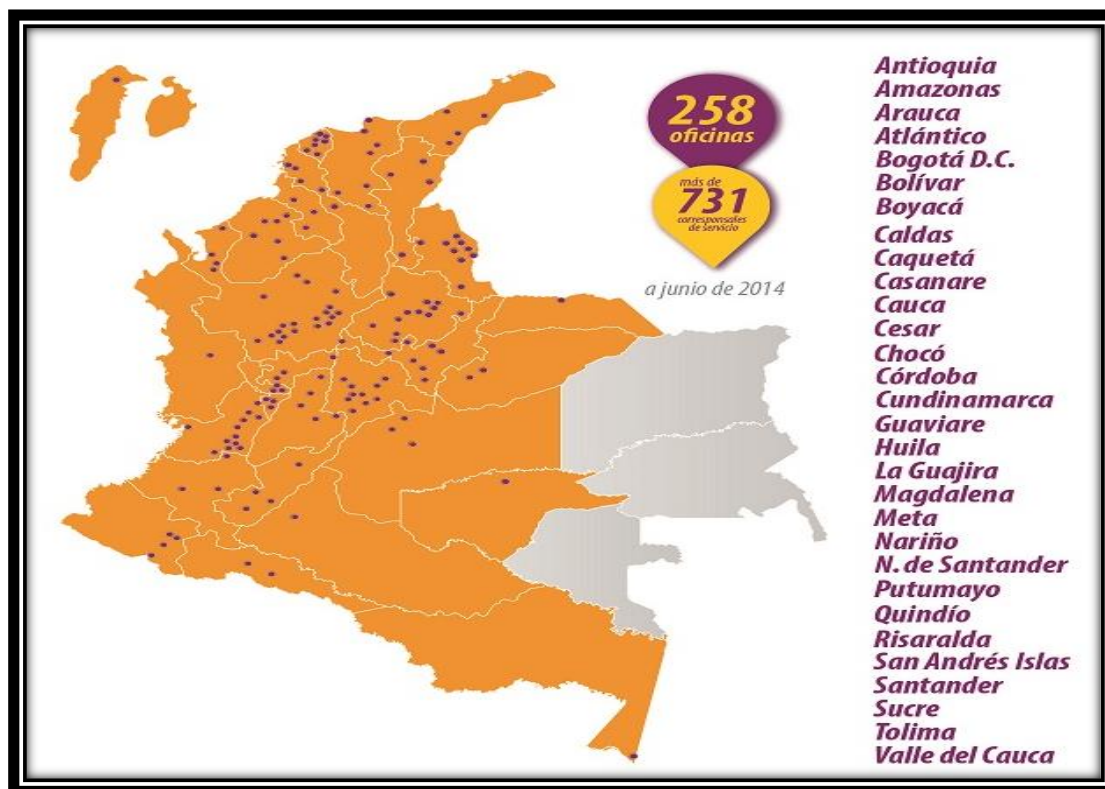 258
oficinas
más de
731
corresponsales
de servicio
a junio de 2014
Antioquia
Amazonas
Arauca
Atlántico
Bogotá D.C.
Bolívar
Boyacá
Caldas
Caquetá
Casanare
Cauca
Cesar
Chocó
Córdoba
Cundinamarca
Guaviare
Huila
La Guajira
Magdalena
Meta
Nariño
N. de Santander
Putumayo
Quindío
Risaralda
San Andrés Islas
Santander
Sucre
Tolima
Valle del Cauca